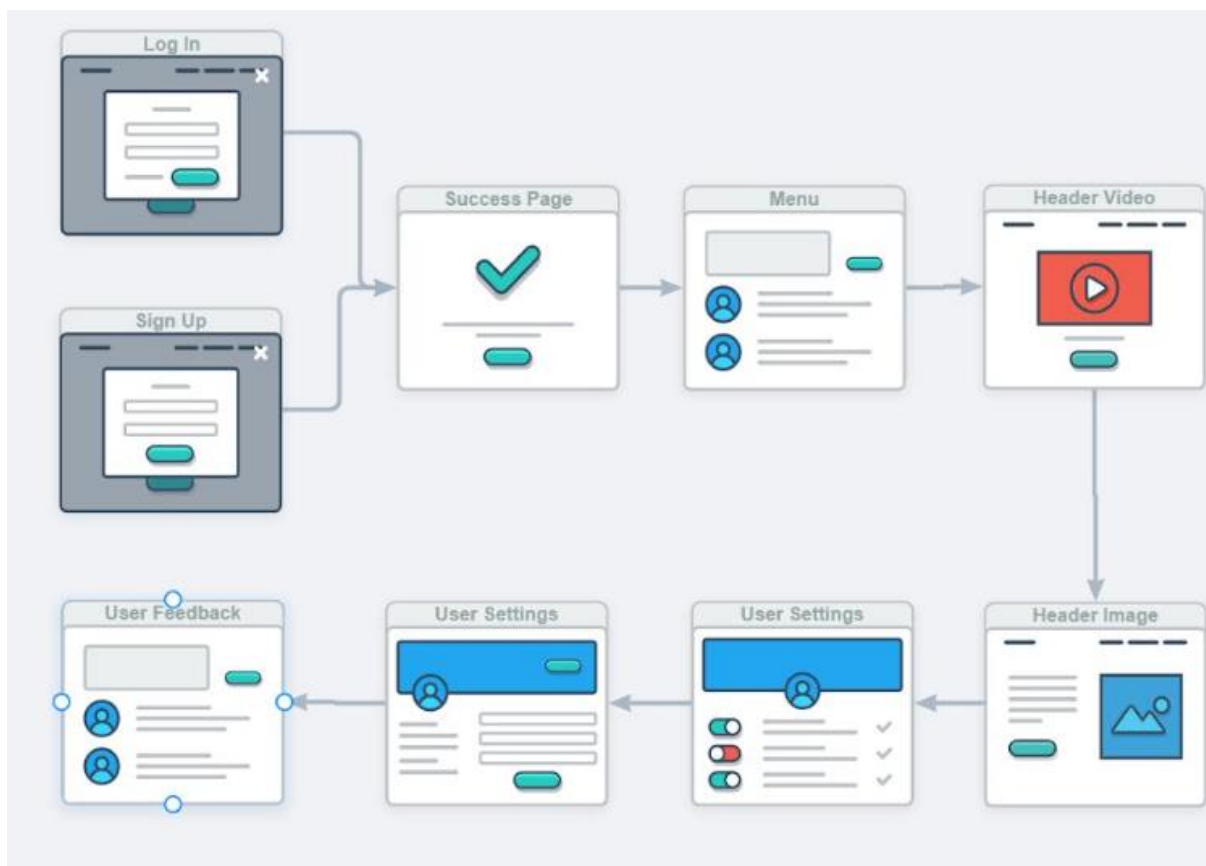 Log In
Success Page
Menu
Header Video
Sign Up
User Feedback
User Settings
User Settings
Header Image